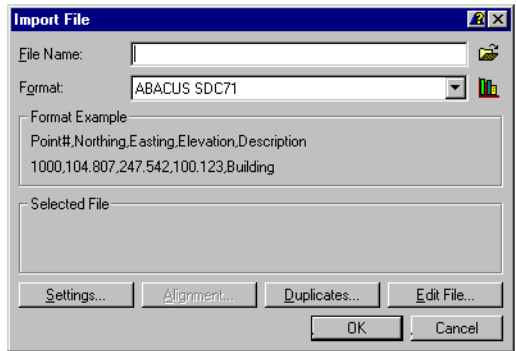 Import File
File Name:
Format: ABACUS SDC71
Format Example
Point#,Northing,Easting,Elevation,Description
1000,104.807,247.542,100.123,Building
Selected File
Settings... Alignment... Duplicates... Edit File...
OK Cancel